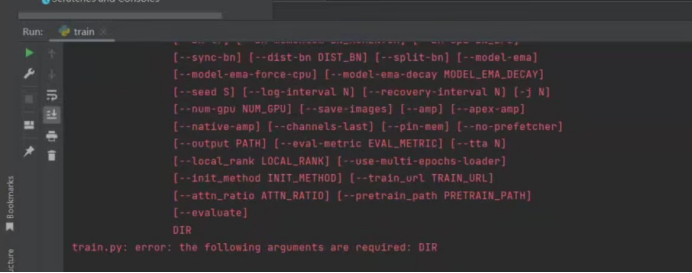 Scratches and Consoles
Run:
train
[--sync-bn] [--dist-bn DIST_BN] [--split-bn] [--model-ema]
[--model-ema-force-cpu] [--model-ema-decay MODEL_EMA_DECAY]
[--seed S] [--log-interval N] [--recovery-interval N] [-j N]
[--num-gpu NUM_GPU] [--save-images] [--amp] [--apex-amp]
[--native-amp] [--channels-last] [--pin-mem] [--no-prefetcher]
[--output PATH] [--eval-metric EVAL_METRIC] [--tta N]
[--local_rank LOCAL_RANK] [--use-multi-epochs-loader]
[--init_method INIT_METHOD] [--train_url TRAIN_URL]
[--attn_ratio ATTN_RATIO] [--pretrain_path PRETRAIN_PATH]
[--evaluate]
DIR
train.py: error: the following arguments are required: DIR
Bookmarks
ucture